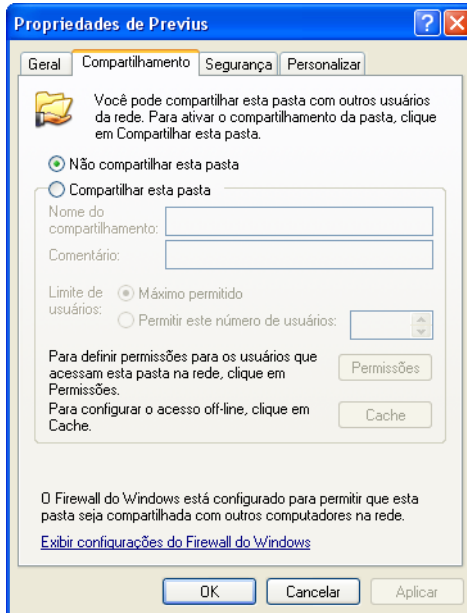 Propriedades de Previus
Geral Compartilhamento Segurança Personalizar
Você pode compartilhar esta pasta com outros usuários
da rede. Para ativar o compartilhamento da pasta, clique
em Compartilhar esta pasta.
Não compartilhar esta pasta
Compartilhar esta pasta
Nome do
compartilhamento:
Comentário:
Limite de
usuários:
Máximo permitido
Permitir este número de usuários:
Para definir permissões para os usuários que
acessam esta pasta na rede, clique em
Permissões.
Permissões
Para configurar o acesso off-line, clique em
Cache.
Cache
O Firewall do Windows está configurado para permitir que esta
pasta seja compartilhada com outros computadores na rede.
Exibir configurações do Firewall do Windows
OK Cancelar Aplicar